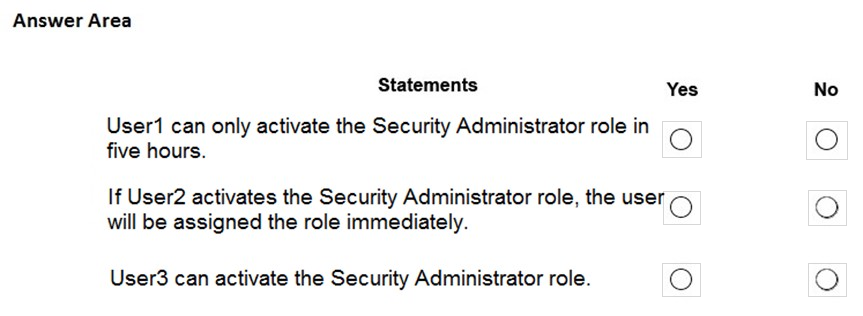 Answer Area
Statements Yes No
User1 can only activate the Security Administrator role in
five hours.
If User2 activates the Security Administrator role, the user
will be assigned the role immediately.
User3 can activate the Security Administrator role.